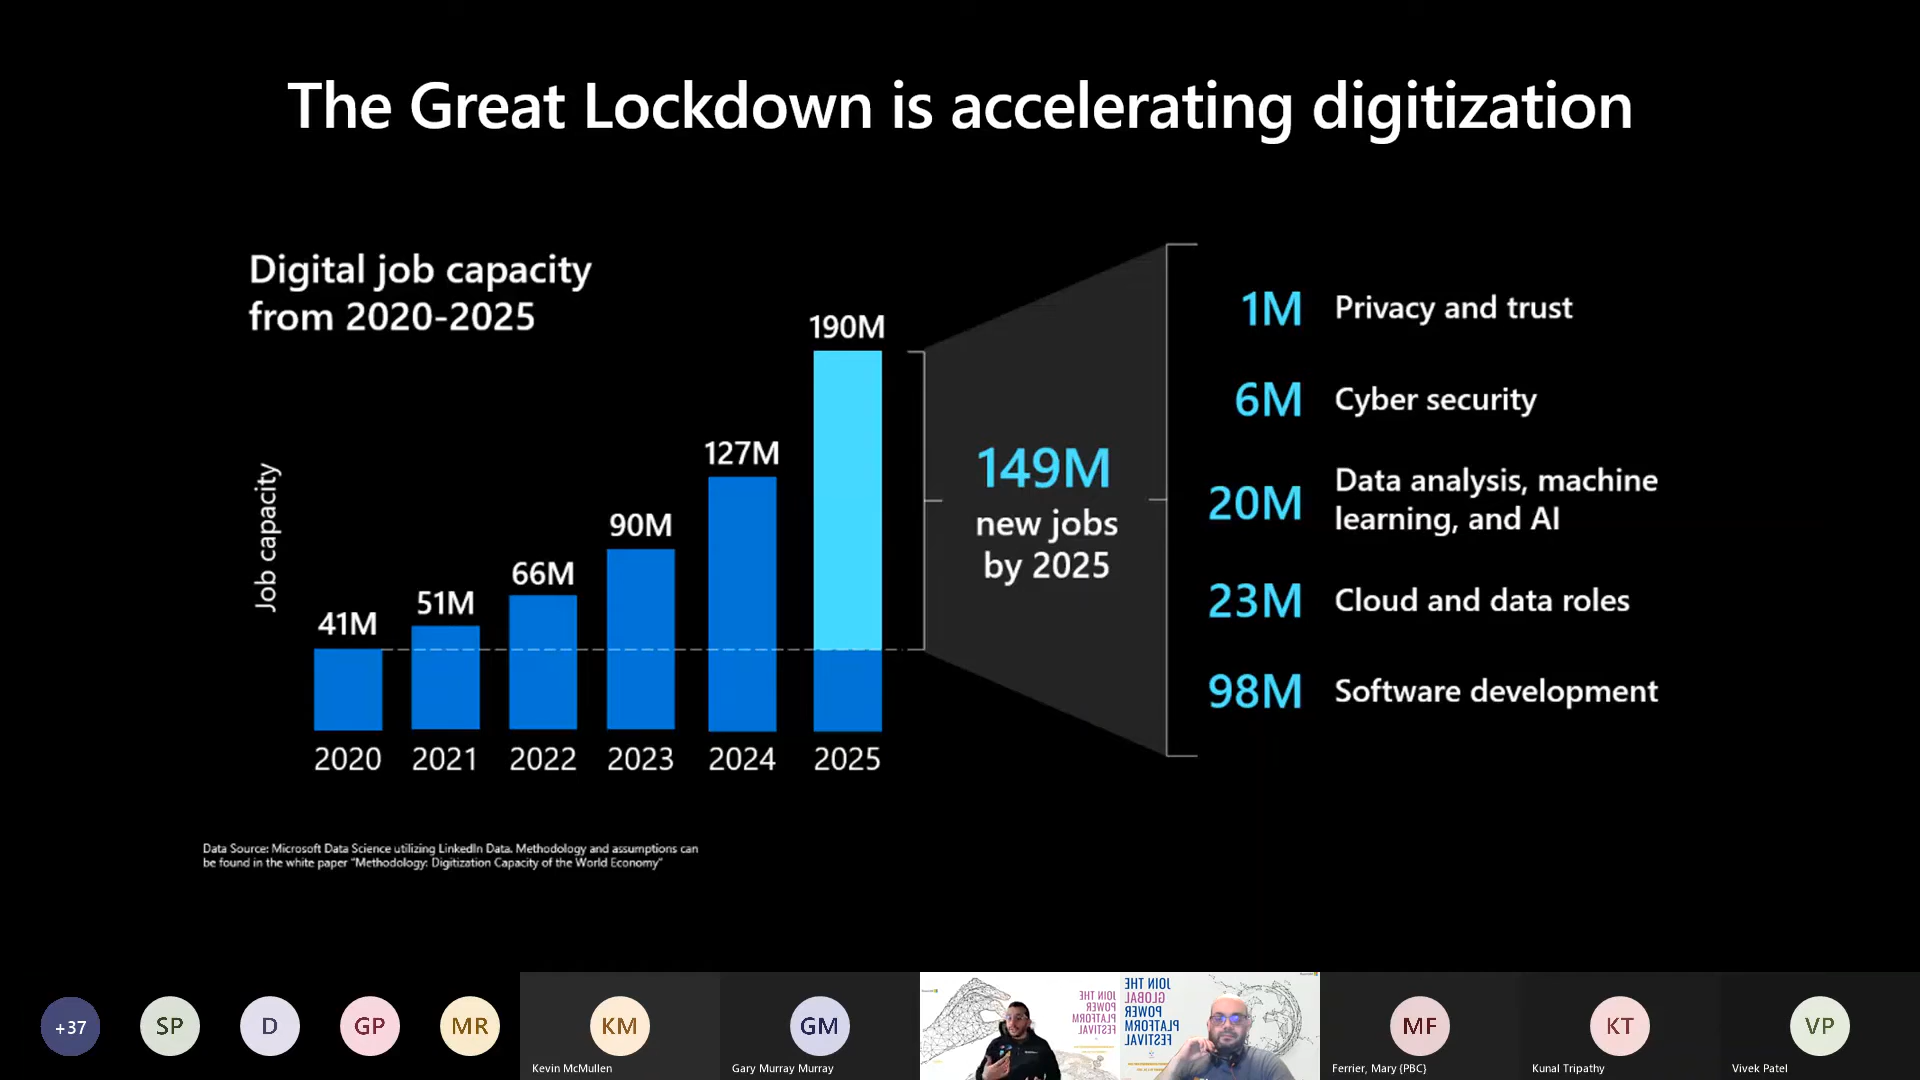 The Great Lockdown is accelerating digitization
Digital job capacity
from 2020-2025
Job capacity
41M
51M
66M
90M
127M
190M
2020
2021
2022
2023
2024
2025
149M
new jobs
by 2025
1M Privacy and trust
6M Cyber security
20M Data analysis, machine
learning, and AI
23M Cloud and data roles
98M Software development
Data Source: Microsoft Data Science utilizing LinkedIn Data. Methodology and assumptions can
be found in the white paper "Methodology: Digitization Capacity of the World Economy"
+37
SP
D
GP
MR
KM
Kevin McMullen
GM
Gary Murray Murray
JOIN THE
POWER
PLATFORM
FESTIVAL
JOIN THE
GLOBAL
POWER
PLATFORM
FESTIVAL
MF
Ferrier, Mary (PBC)
KT
Kunal Tripathy
VP
Vivek Patel